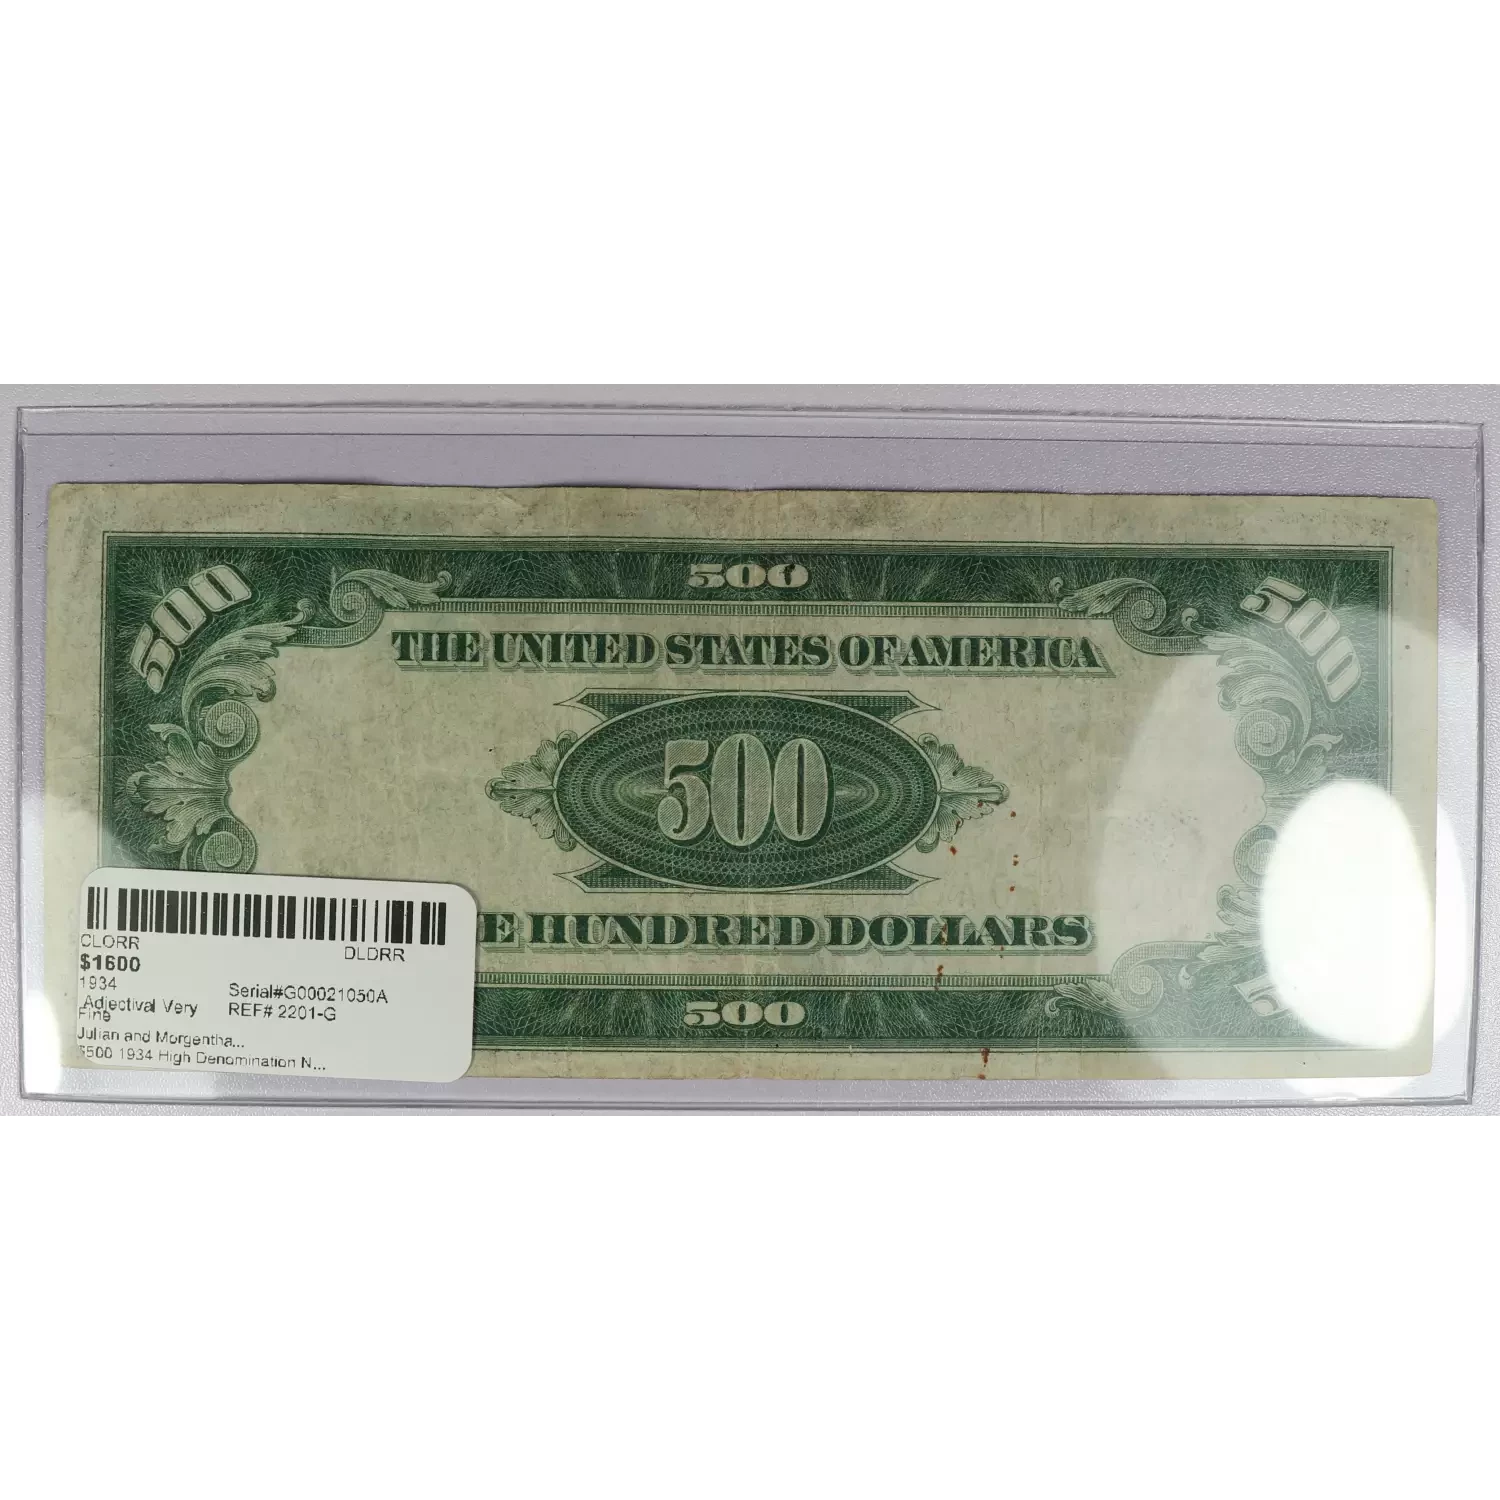 500
500
500
THE UNITED STATES OF AMERICA
500
E HUNDRED DOLLARS
500
CLORR
DLDRR
$1600
1934
Serial#G00021050A
Adjectival Very
Fine
REF# 2201-G
Julian and Morgentha...
$500 1934 High Denomination N...